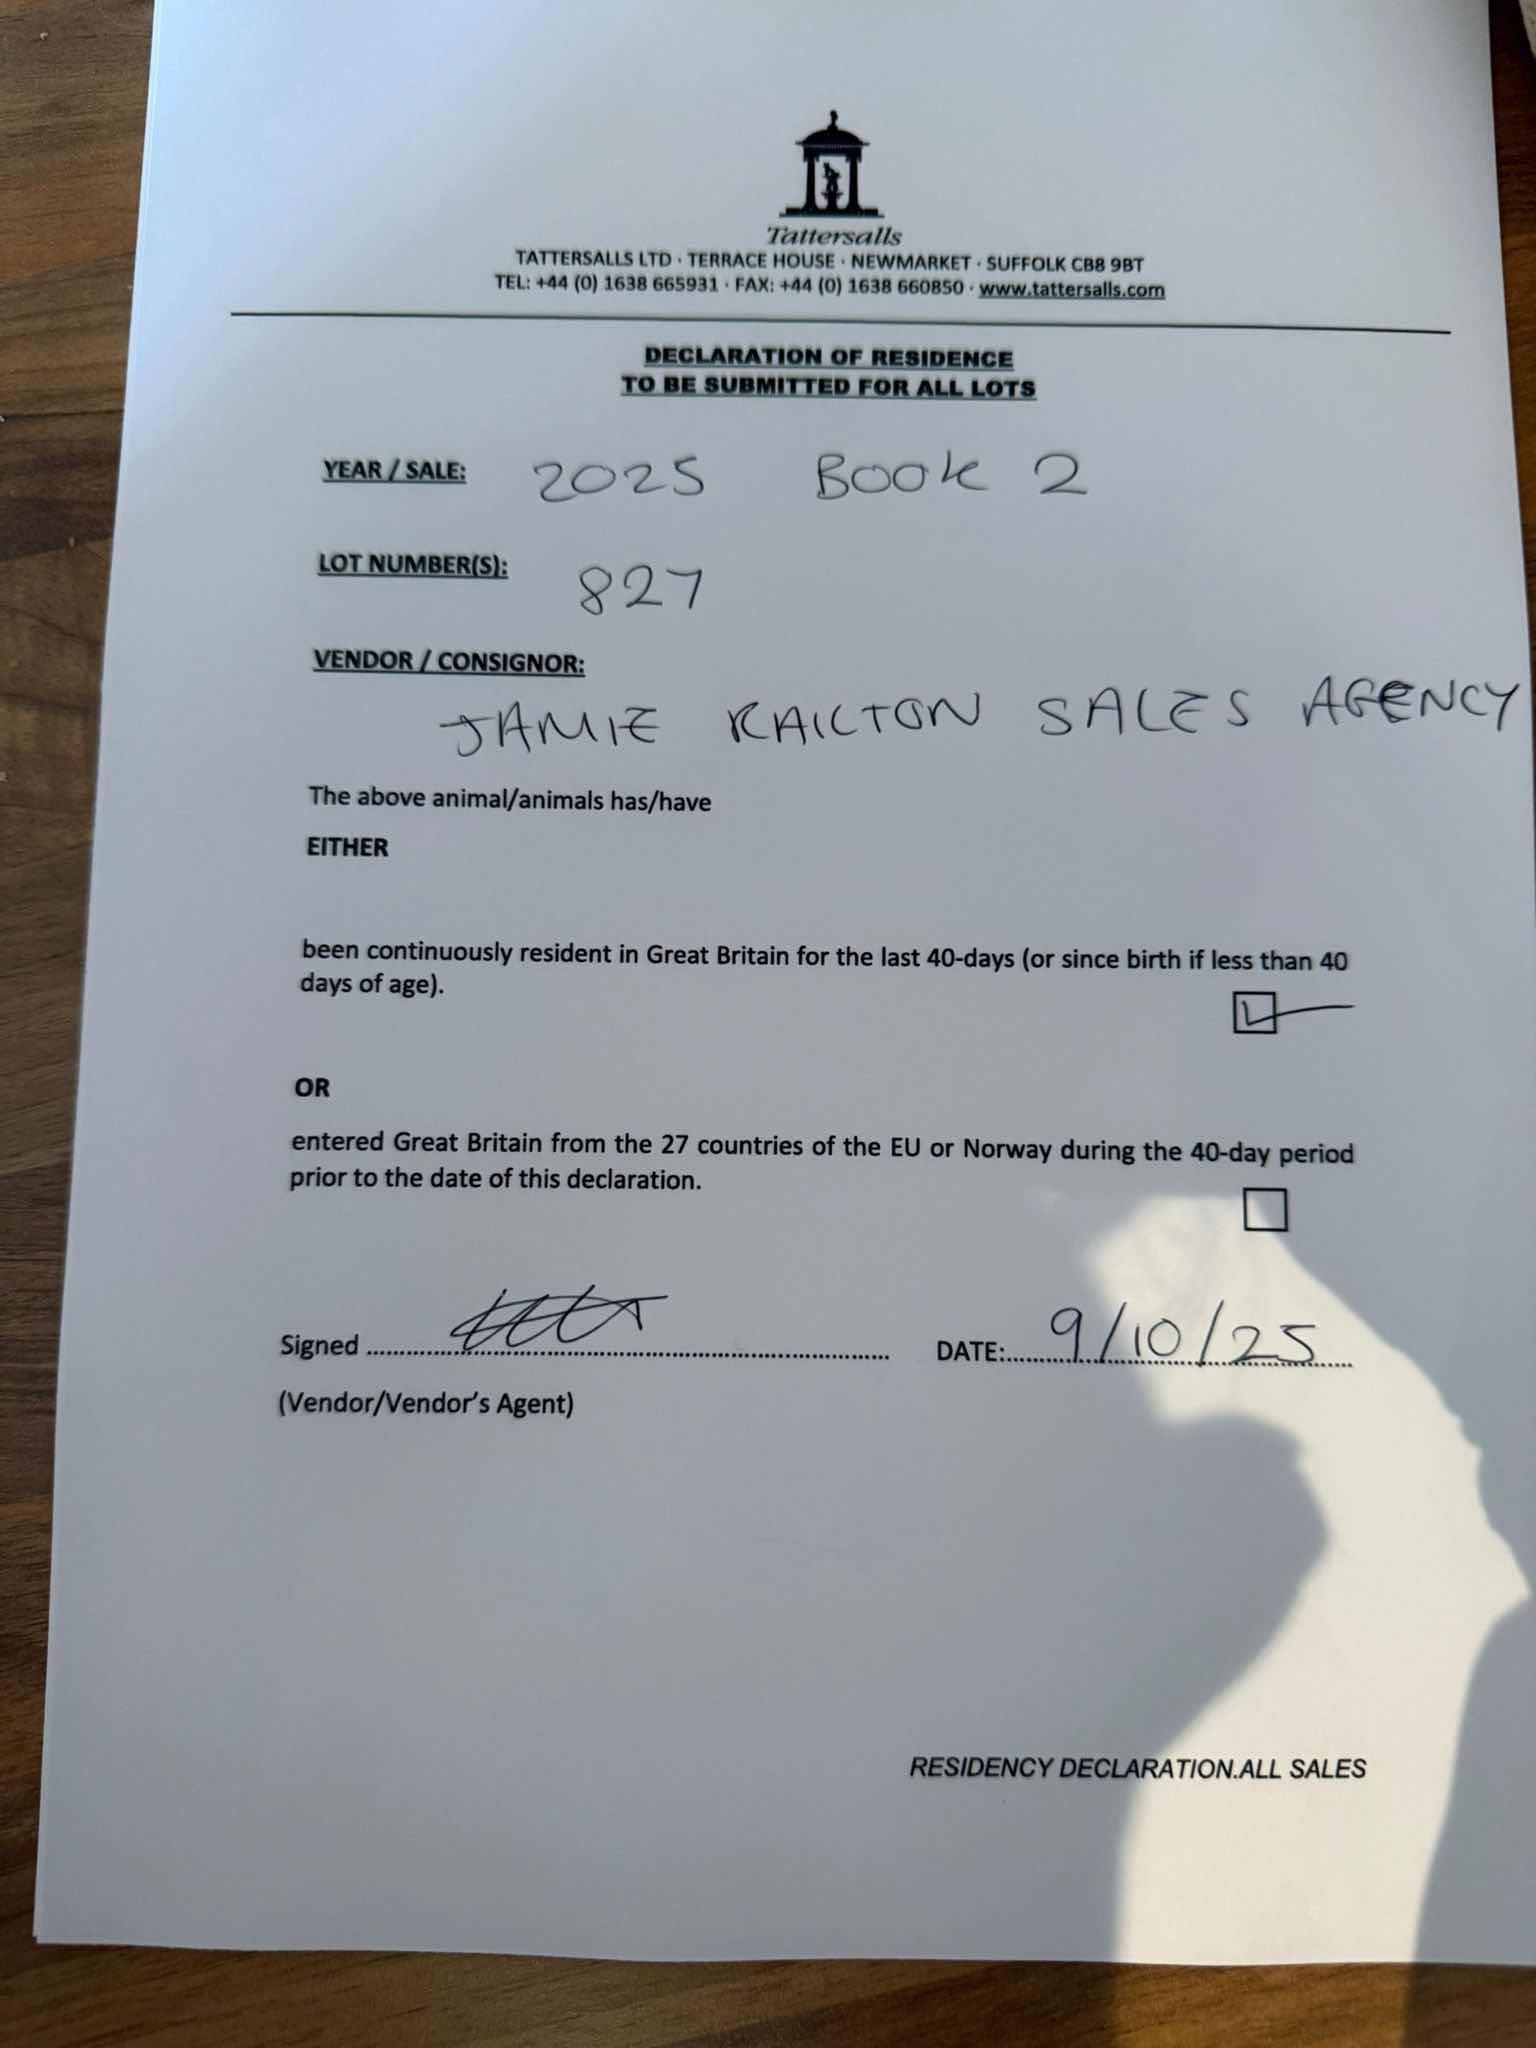 Tattersalls
TATTERSALLS LTD · TERRACE HOUSE · NEWMARKET · SUFFOLK CB8 9BT
TEL: +44 (0) 1638 665931 · FAX: +44 (0) 1638 660850 · www.tattersalls.com
DECLARATION OF RESIDENCE
TO BE SUBMITTED FOR ALL LOTS
YEAR / SALE: 2025 BOOK 2
LOT NUMBER(S): 827
VENDOR / CONSIGNOR:
JAMIE RAILTON SALES AGENCY
The above animal/animals has/have
EITHER
been continuously resident in Great Britain for the last 40-days (or since birth if less than 40
days of age).
OR
entered Great Britain from the 27 countries of the EU or Norway during the 40-day period
prior to the date of this declaration.
Signed DATE: 9/10/25
(Vendor/Vendor's Agent)
RESIDENCY DECLARATION.ALL SALES